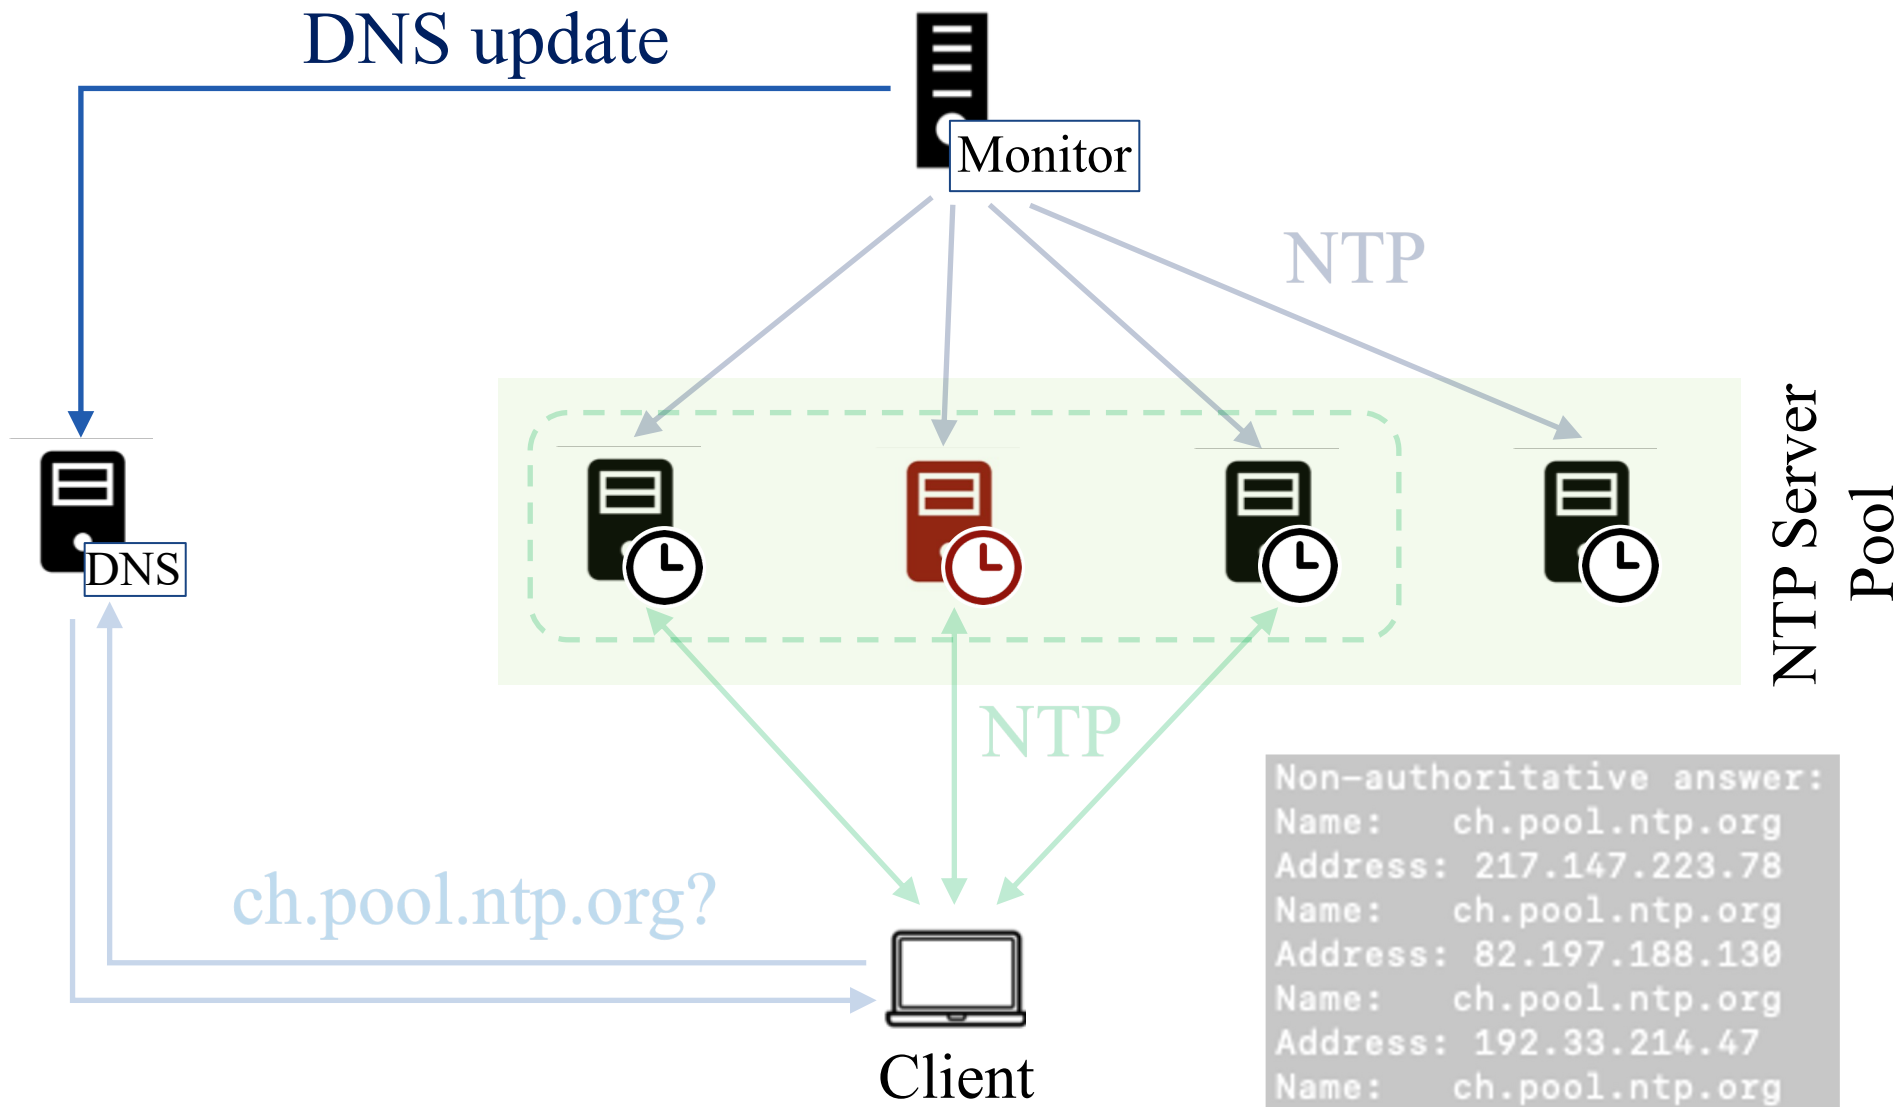 DNS update
Monitor
NTP
NTP Server
Pool
DNS
NTP
ch.pool.ntp.org?
Client
Non-authoritative answer:
Name: ch.pool.ntp.org
Address: 217.147.223.78
Name: ch.pool.ntp.org
Address: 82.197.188.130
Name: ch.pool.ntp.org
Address: 192.33.214.47
Name: ch.pool.ntp.org